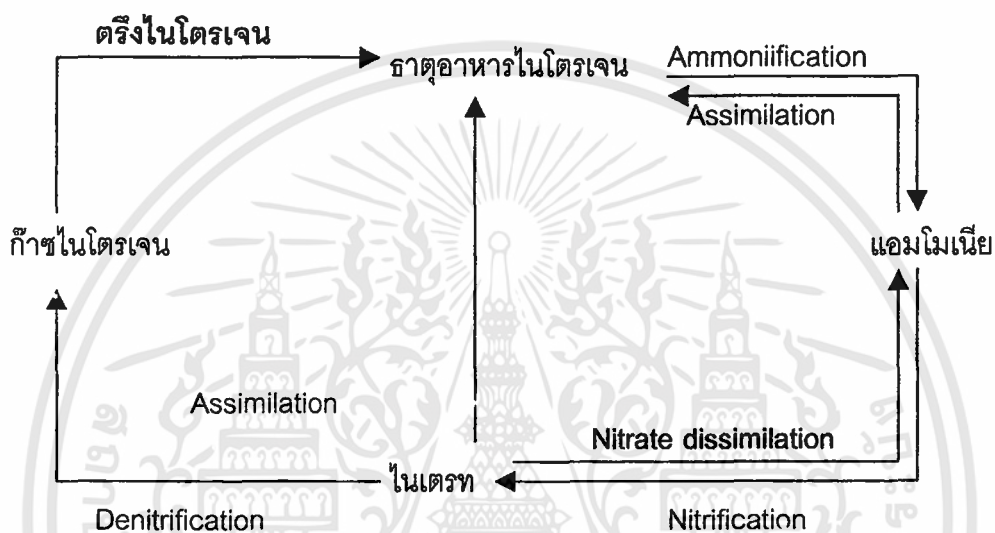 ตรึงไนโตรเจน
ธาตุอาหารไนโตรเจน
Ammoniification
Assimilation
ก๊าซไนโตรเจน
แอมโมเนีย
Assimilation
Nitrate dissimilation
ไนเตรท
Denitrification
Nitrification